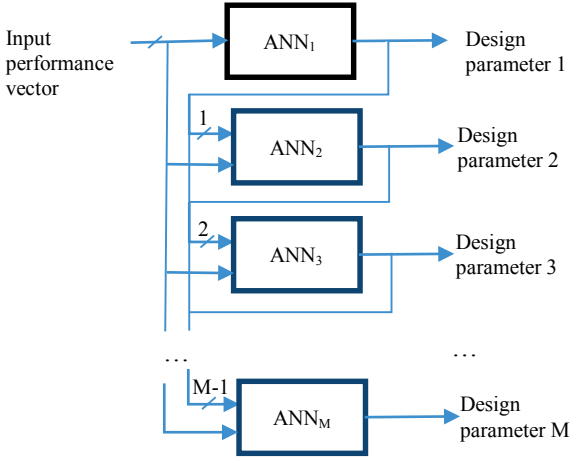 Input
performance
vector
ANN₁
Design
parameter 1
1
ANN₂
Design
parameter 2
2
ANN₃
Design
parameter 3
...
...
M-1
ANN_M
Design
parameter M